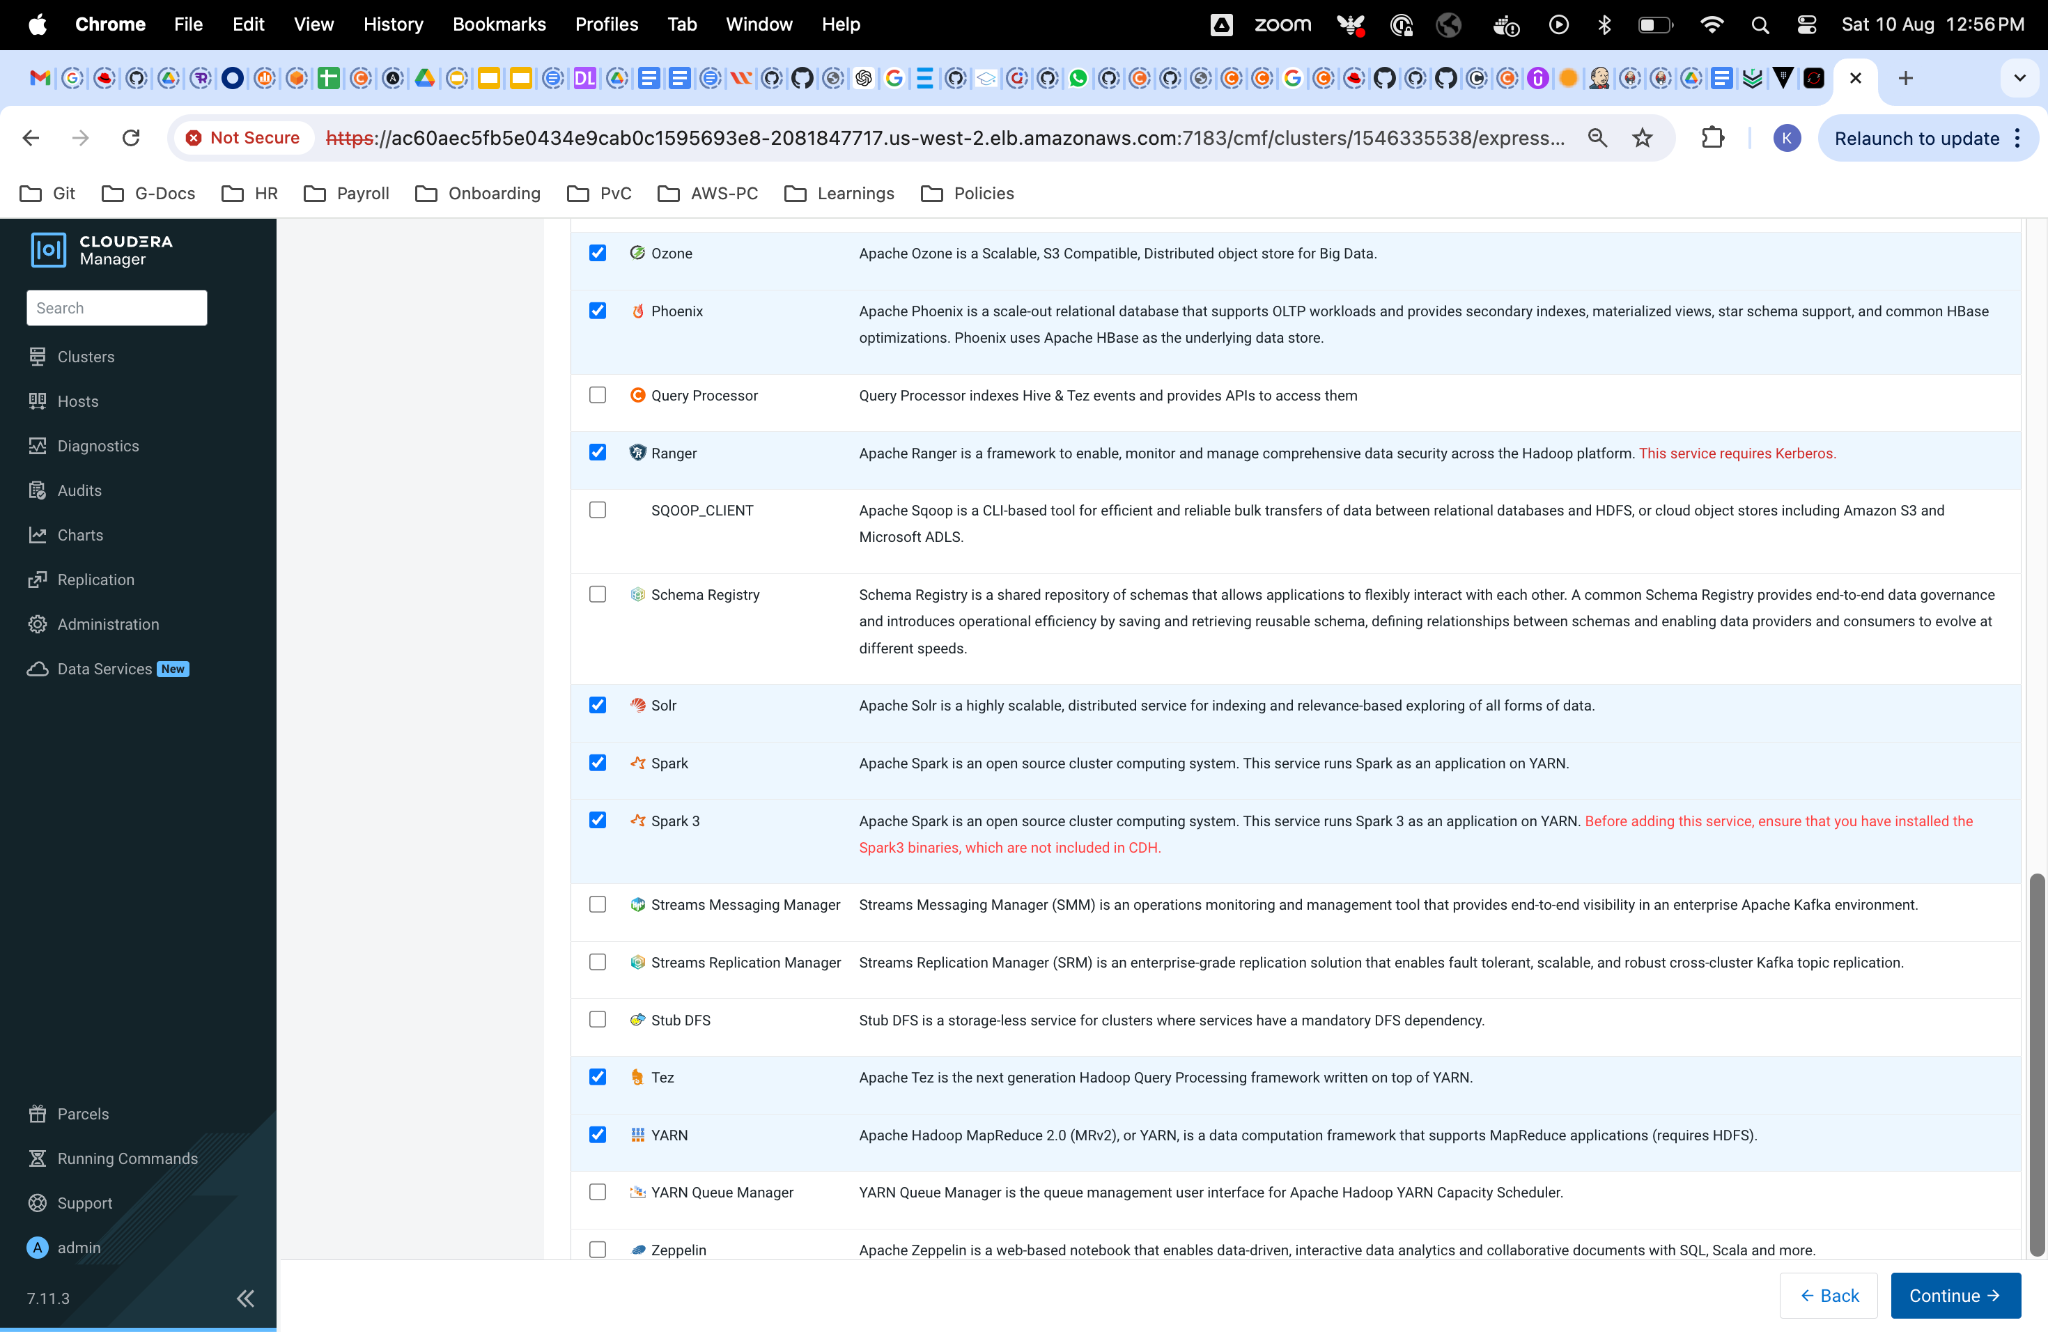 Chrome File Edit View History Bookmarks Profiles Tab Window Help zoom Sat 10 Aug 12:56 PM
Not Secure https://ac60aec5fb5e0434e9cab0c1595693e8-2081847717.us-west-2.elb.amazonaws.com:7183/cmf/clusters/1546335538/express... K Relaunch to update
Git G-Docs HR Payroll Onboarding PvC AWS-PC Learnings Policies
CLOUDERA
Manager
Search
Clusters
Hosts
Diagnostics
Audits
Charts
Replication
Administration
Data Services New
Parcels
Running Commands
Support
A admin
7.11.3
Ozone Apache Ozone is a Scalable, S3 Compatible, Distributed object store for Big Data.
Phoenix Apache Phoenix is a scale-out relational database that supports OLTP workloads and provides secondary indexes, materialized views, star schema support, and common HBase
optimizations. Phoenix uses Apache HBase as the underlying data store.
Query Processor Query Processor indexes Hive & Tez events and provides APIs to access them
Ranger Apache Ranger is a framework to enable, monitor and manage comprehensive data security across the Hadoop platform. This service requires Kerberos.
SQOOP_CLIENT Apache Sqoop is a CLI-based tool for efficient and reliable bulk transfers of data between relational databases and HDFS, or cloud object stores including Amazon S3 and
Microsoft ADLS.
Schema Registry Schema Registry is a shared repository of schemas that allows applications to flexibly interact with each other. A common Schema Registry provides end-to-end data governance
and introduces operational efficiency by saving and retrieving reusable schema, defining relationships between schemas and enabling data providers and consumers to evolve at
different speeds.
Solr Apache Solr is a highly scalable, distributed service for indexing and relevance-based exploring of all forms of data.
Spark Apache Spark is an open source cluster computing system. This service runs Spark as an application on YARN.
Spark 3 Apache Spark is an open source cluster computing system. This service runs Spark 3 as an application on YARN. Before adding this service, ensure that you have installed the
Spark3 binaries, which are not included in CDH.
Streams Messaging Manager Streams Messaging Manager (SMM) is an operations monitoring and management tool that provides end-to-end visibility in an enterprise Apache Kafka environment.
Streams Replication Manager Streams Replication Manager (SRM) is an enterprise-grade replication solution that enables fault tolerant, scalable, and robust cross-cluster Kafka topic replication.
Stub DFS Stub DFS is a storage-less service for clusters where services have a mandatory DFS dependency.
Tez Apache Tez is the next generation Hadoop Query Processing framework written on top of YARN.
YARN Apache Hadoop MapReduce 2.0 (MRv2), or YARN, is a data computation framework that supports MapReduce applications (requires HDFS).
YARN Queue Manager YARN Queue Manager is the queue management user interface for Apache Hadoop YARN Capacity Scheduler.
Zeppelin Apache Zeppelin is a web-based notebook that enables data-driven, interactive data analytics and collaborative documents with SQL, Scala and more.
← Back Continue →